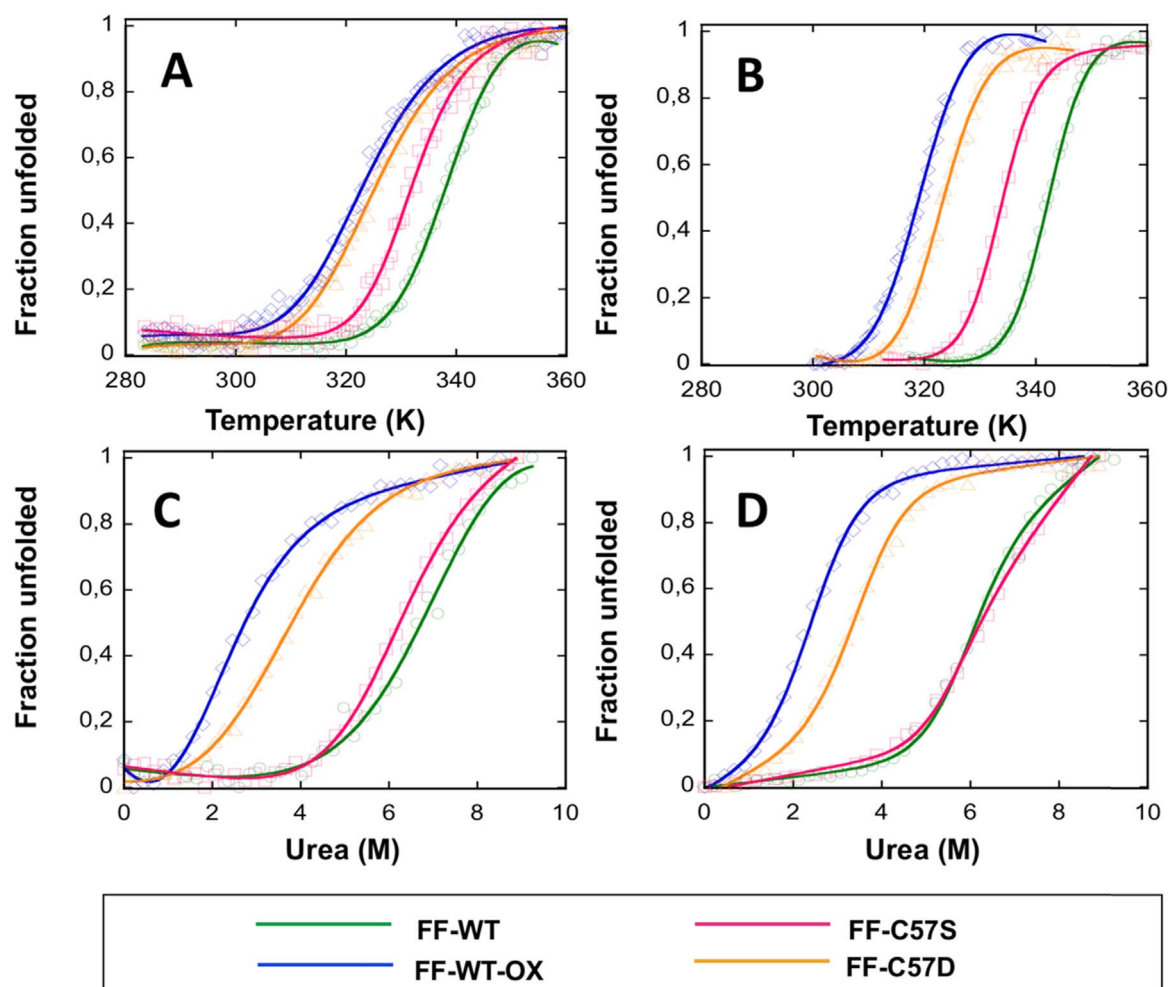 A
Fraction unfolded
1
0,8
0,6
0,4
0,2
0
280 300 320 340 360
Temperature (K)
B
Fraction unfolded
1
0,8
0,6
0,4
0,2
0
280 300 320 340 360
Temperature (K)
C
Fraction unfolded
1
0,8
0,6
0,4
0,2
0
0 2 4 6 8 10
Urea (M)
D
Fraction unfolded
1
0,8
0,6
0,4
0,2
0
0 2 4 6 8 10
Urea (M)
FF-WT FF-C57S
FF-WT-OX FF-C57D